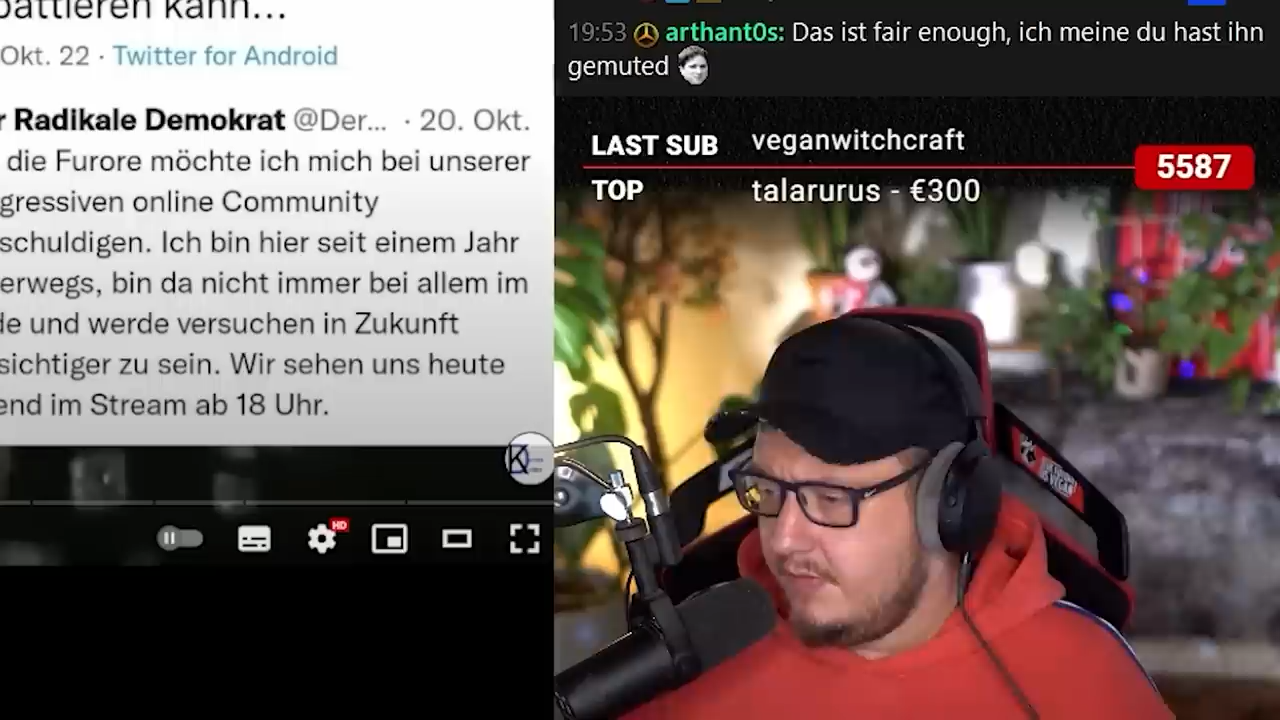 battieren kann…
Okt. 22 · Twitter for Android
r Radikale Demokrat @Der... · 20. Okt.
die Furore möchte ich mich bei unserer
gressiven online Community
schuldigen. Ich bin hier seit einem Jahr
erwegs, bin da nicht immer bei allem im
de und werde versuchen in Zukunft
sichtiger zu sein. Wir sehen uns heute
end im Stream ab 18 Uhr.
HD
19:53 arthant0s: Das ist fair enough, ich meine du hast ihn
gemuted
LAST SUB veganwitchcraft
5587
TOP talarurus - €300